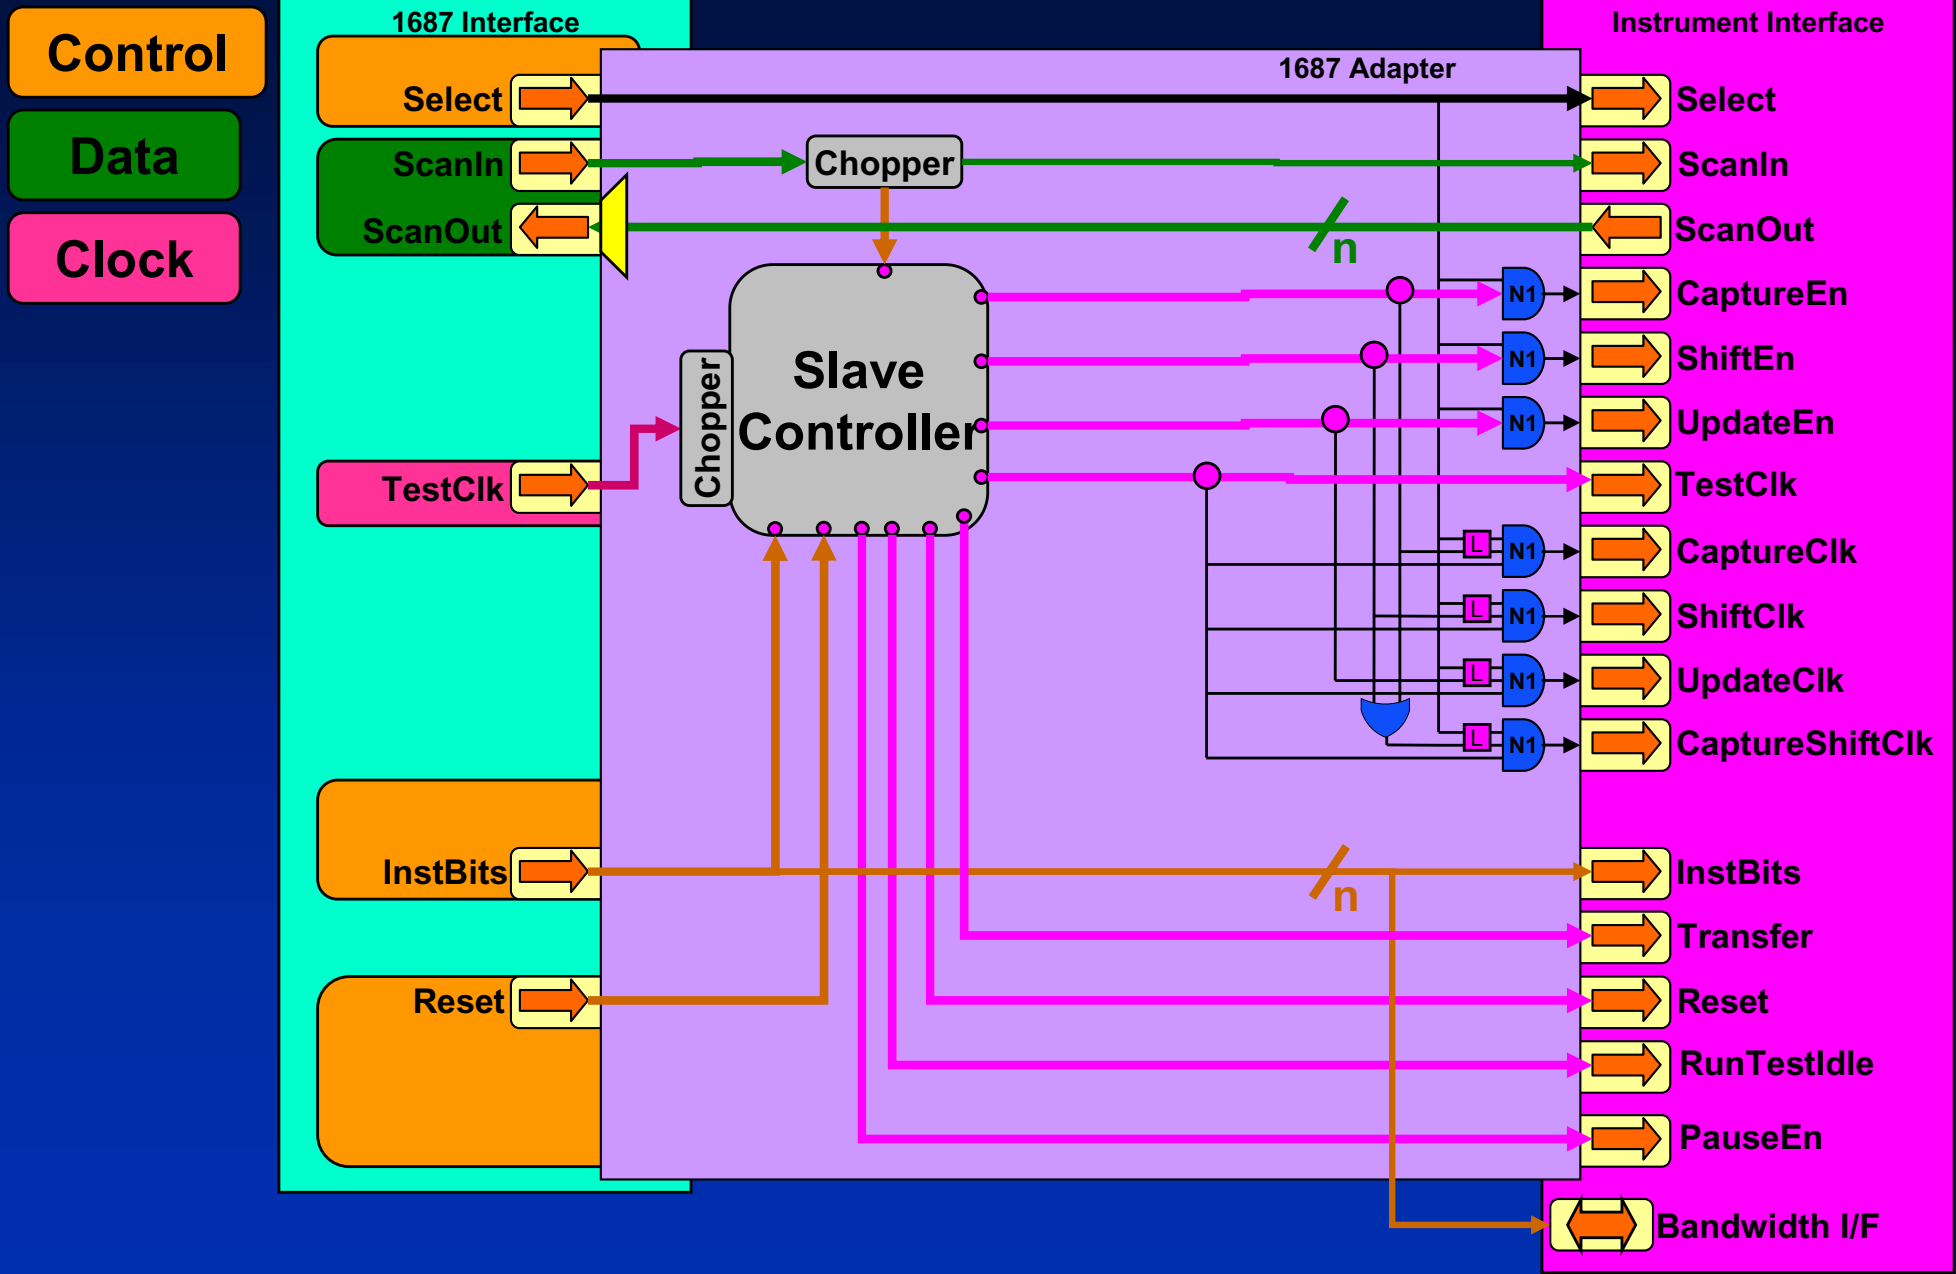 Control
Data
Clock
1687 Interface
Instrument Interface
1687 Adapter
Select
Select
ScanIn
Chopper
ScanIn
ScanOut
n
ScanOut
N1
CaptureEn
Slave
Controller
Chopper
N1
ShiftEn
N1
UpdateEn
TestClk
TestClk
L
N1
CaptureClk
L
N1
ShiftClk
L
N1
UpdateClk
L
N1
CaptureShiftClk
InstBits
n
InstBits
Transfer
Reset
Reset
RunTestIdle
PauseEn
Bandwidth I/F